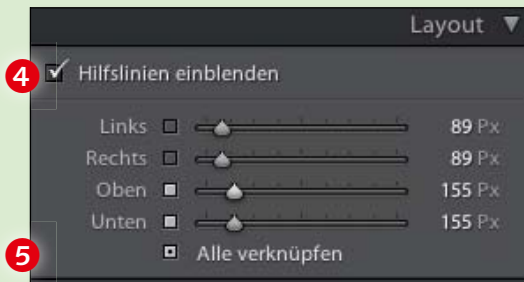 Layout ▼
4 Hilfslinien einblenden
Links 89 Px
Rechts 89 Px
Oben 155 Px
Unten 155 Px
5 Alle verknüpfen